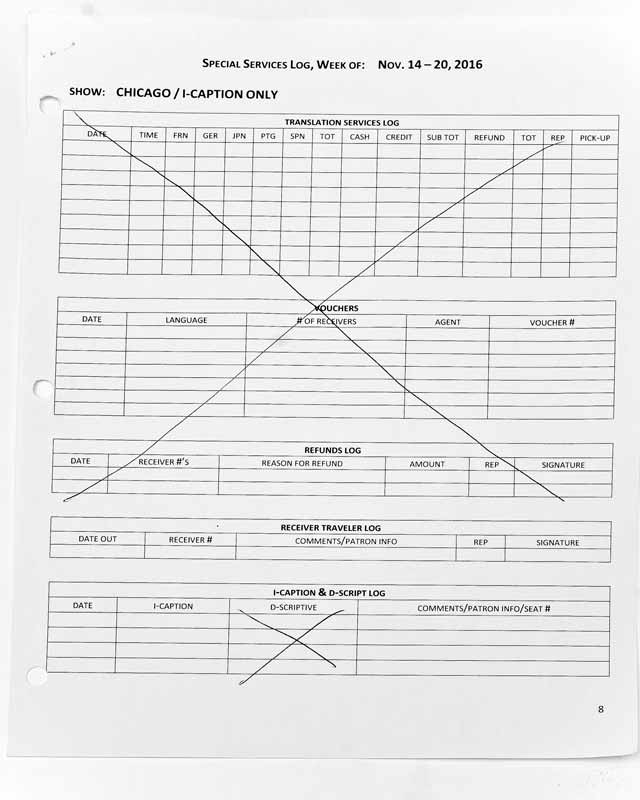 SPECIAL SERVICES LOG, WEEK OF: NOV. 14 – 20, 2016
SHOW: CHICAGO / I-CAPTION ONLY
TRANSLATION SERVICES LOG
DATE TIME FRN GER JPN PTG SPN TOT CASH CREDIT SUB TOT REFUND TOT REP PICK-UP
VOUCHERS
DATE LANGUAGE # OF RECEIVERS AGENT VOUCHER #
REFUNDS LOG
DATE RECEIVER #'S REASON FOR REFUND AMOUNT REP SIGNATURE
RECEIVER TRAVELER LOG
DATE OUT RECEIVER # COMMENTS/PATRON INFO REP SIGNATURE
I-CAPTION & D-SCRIPT LOG
DATE I-CAPTION D-SCRIPTIVE COMMENTS/PATRON INFO/SEAT #
8